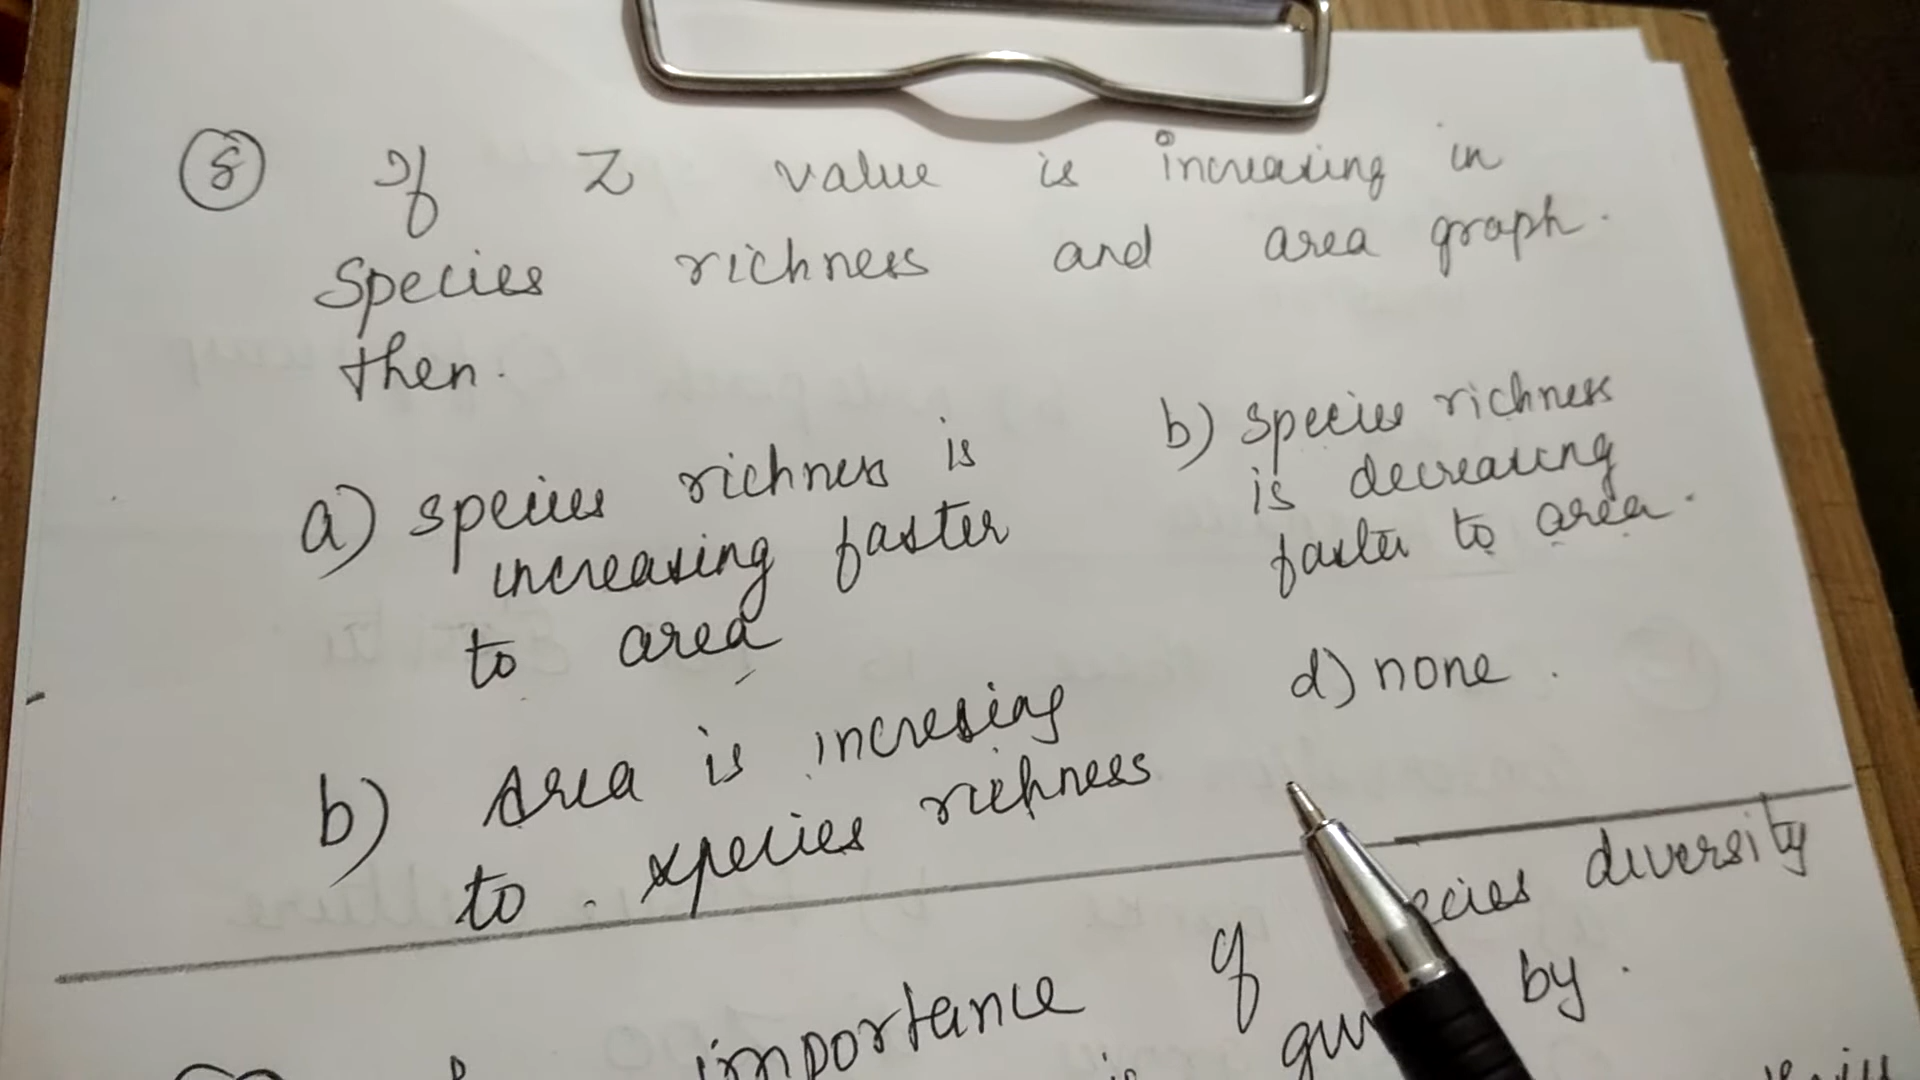 8 If Z value is increasing in
Species richness and area graph.
then.
a) species richness is
increasing faster
to area
b) species richness
is decreasing
faster to area.
b) Area is incresing
to species richness
d) none.
importance of ecies diversity
by.